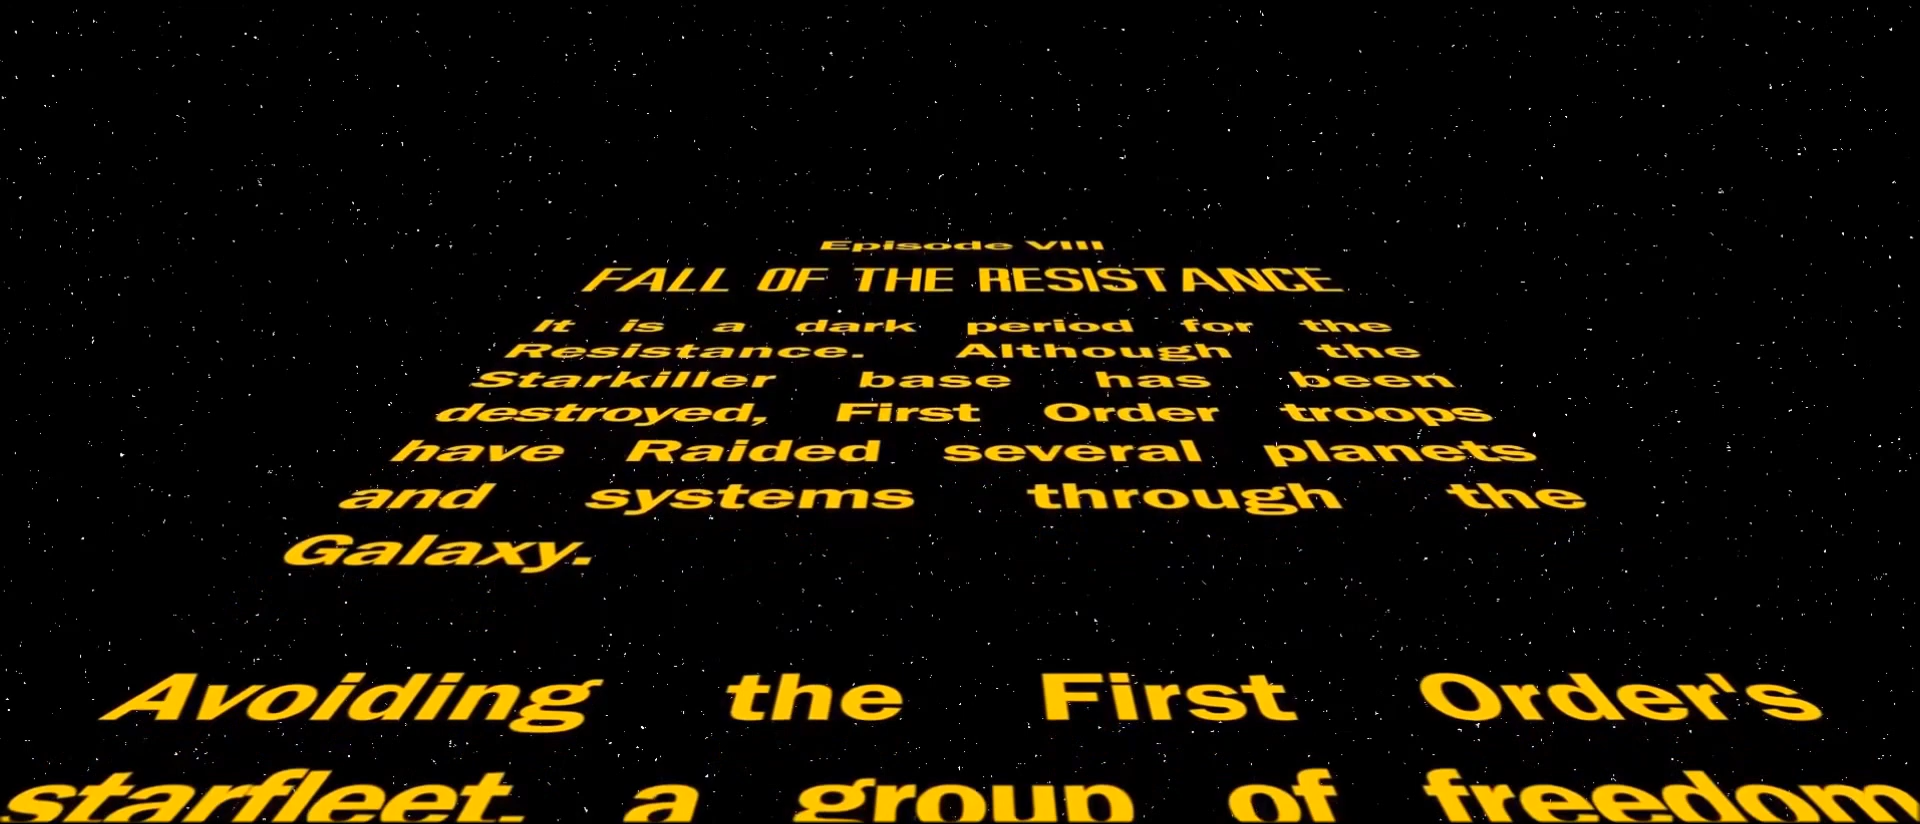 Episode VIII
FALL OF THE RESISTANCE
It is a dark period for the
Resistance. Although the
Starkiller base has been
destroyed, First Order troops
have Raided several planets
and systems through the
Galaxy.
Avoiding the First Order's
starfleet, a group of freedom